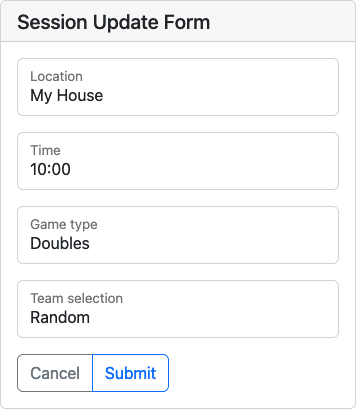 Session Update Form
Location
My House
Time
10:00
Game type
Doubles
Team selection
Random
Cancel Submit